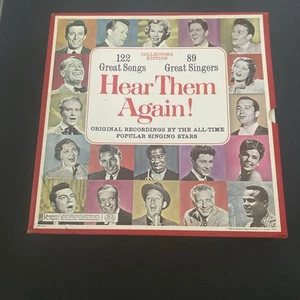 COLLECTORS
EDITION
122
Great Songs
89
Great Singers
Hear Them
Again!
ORIGINAL RECORDINGS BY THE ALL-TIME
POPULAR SINGING STARS